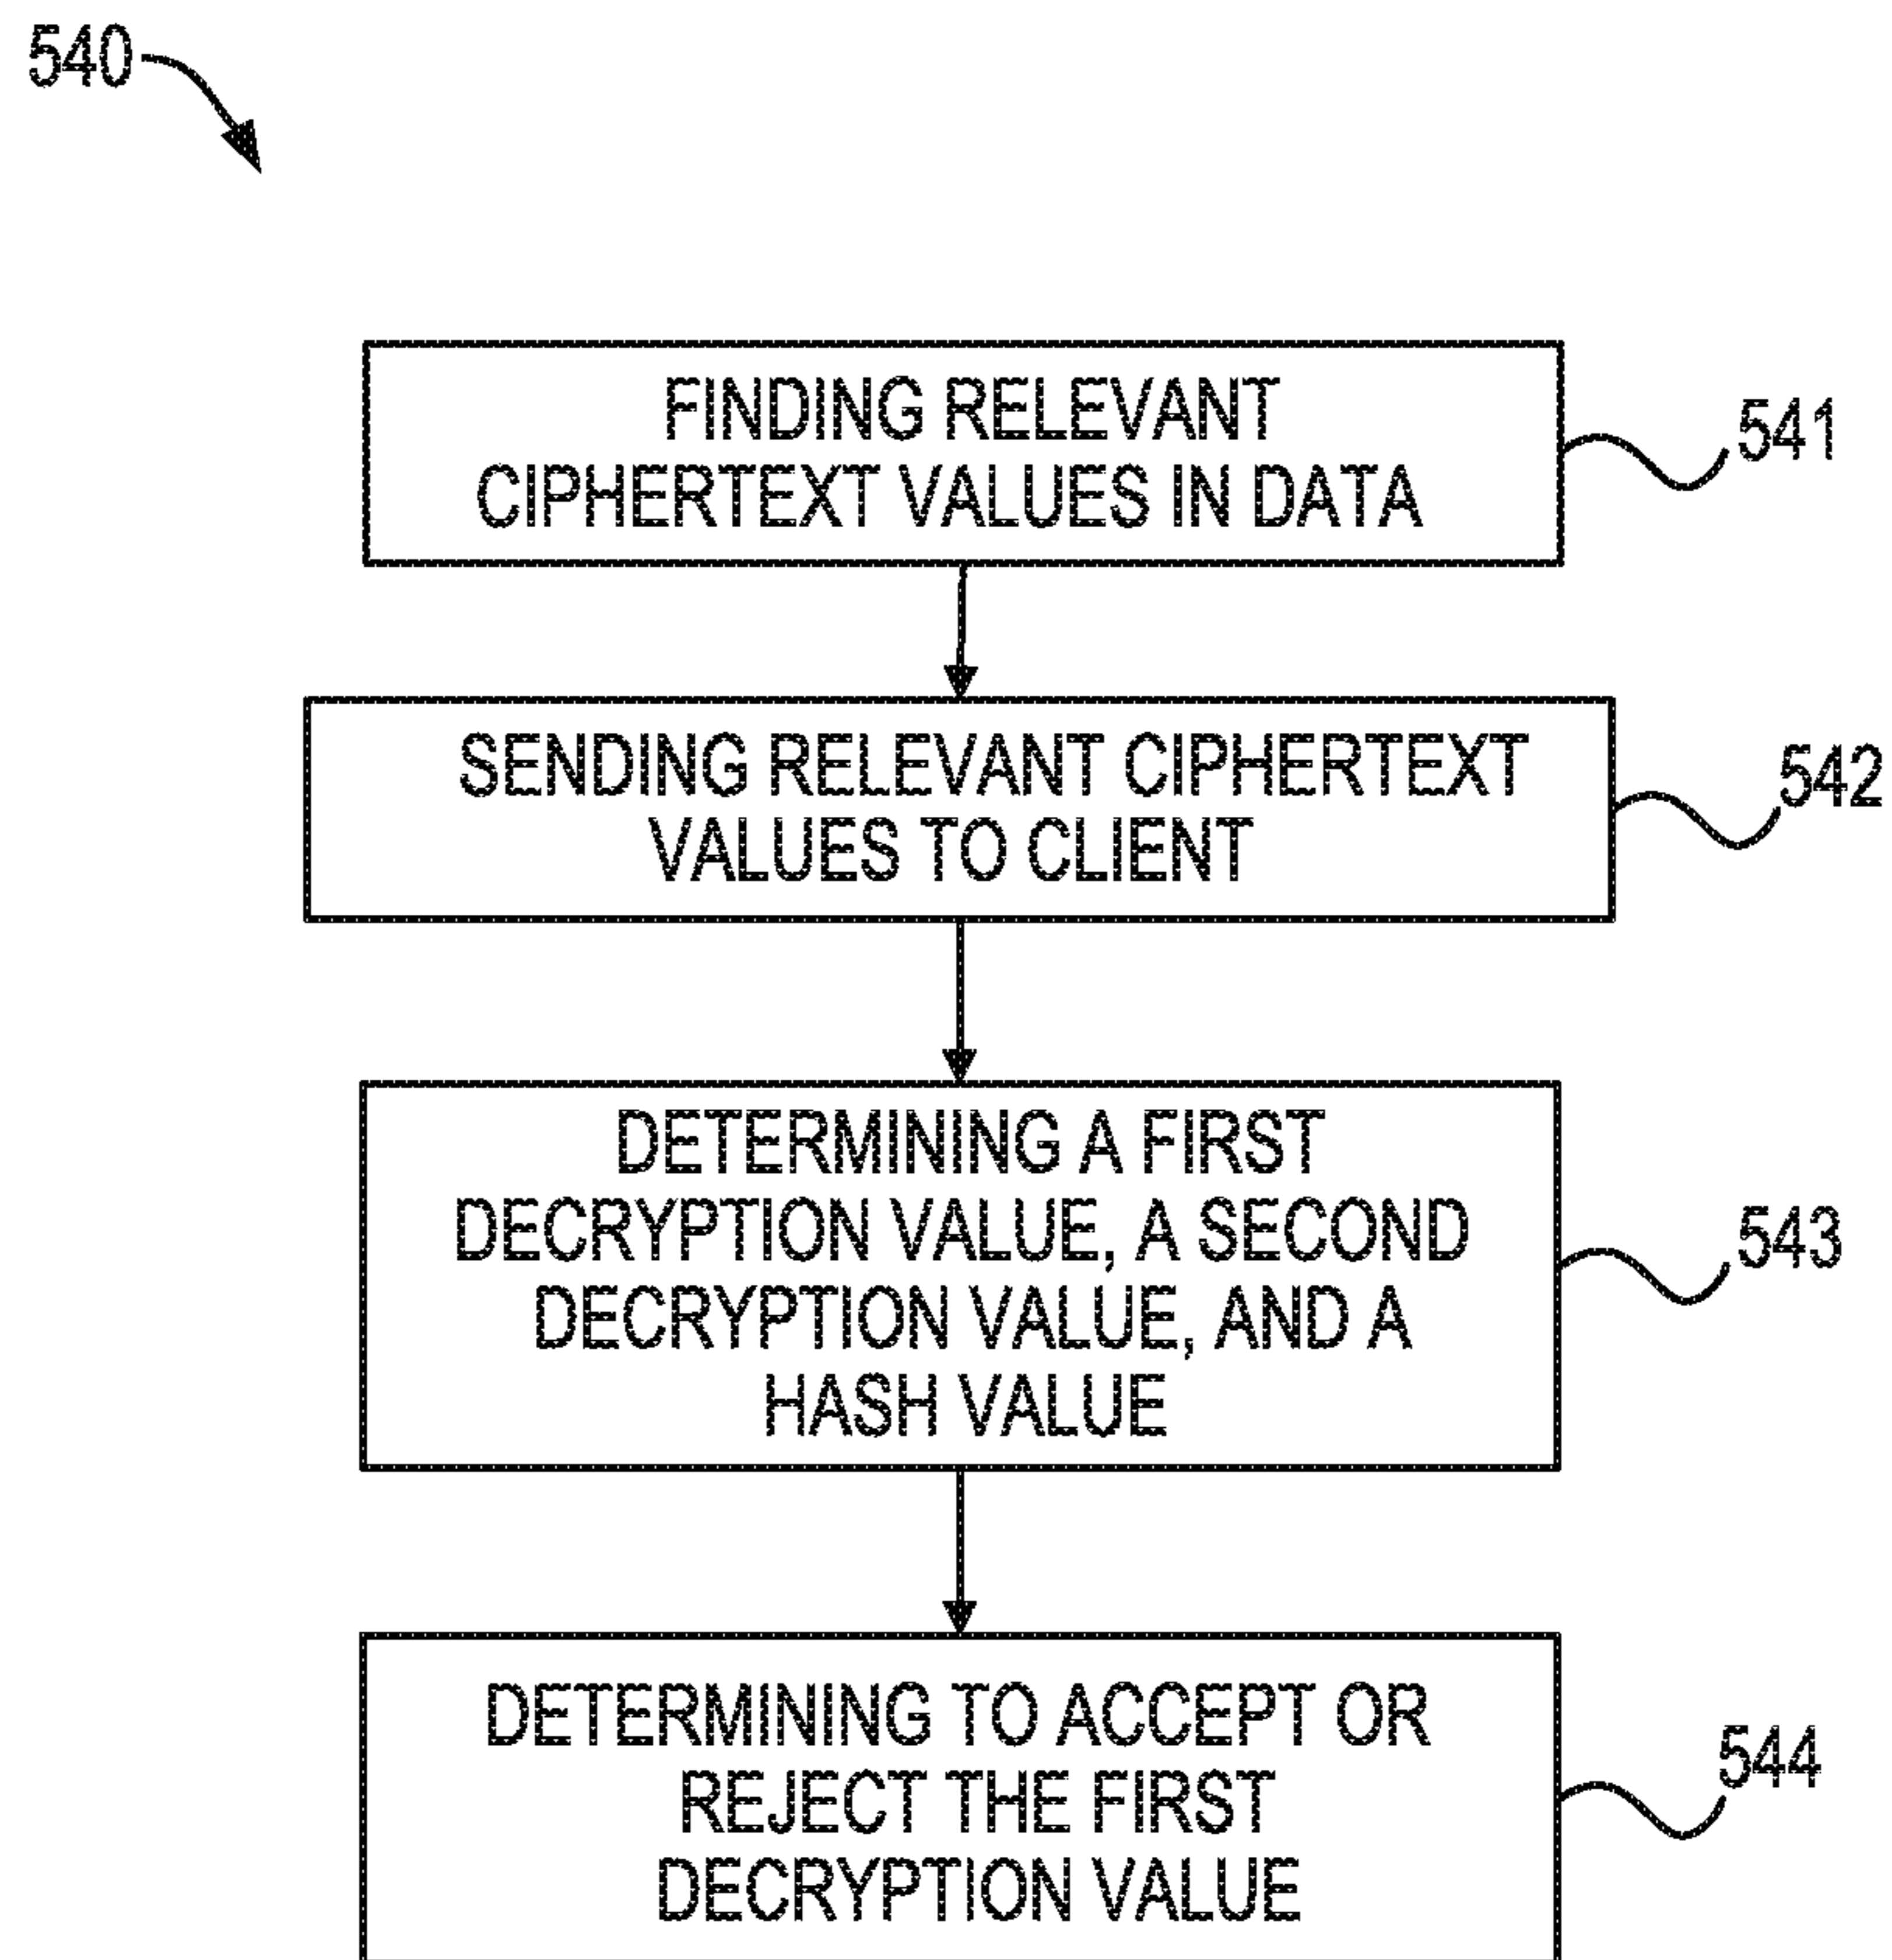 540
FINDING RELEVANT
CIPHERTEXT VALUES IN DATA
541
SENDING RELEVANT CIPHERTEXT
VALUES TO CLIENT
542
DETERMINING A FIRST
DECRYPTION VALUE, A SECOND
DECRYPTION VALUE, AND A
HASH VALUE
543
DETERMINING TO ACCEPT OR
REJECT THE FIRST
DECRYPTION VALUE
544